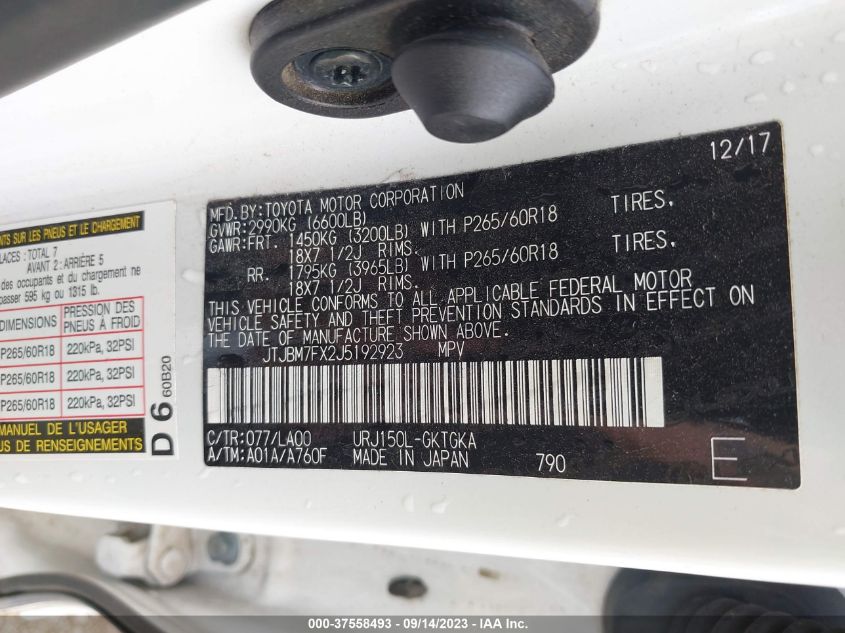 S SUR LES PNEUS ET LE CHARGEMENT
LACES : TOTAL 7
AVANT 2 : ARRIÈRE 5
des occupants et du chargement ne
passer 595 kg ou 1315 lb.
DIMENSIONS PRESSION DES PNEUS À FROID
P265/60R18 220kPa, 32PSI
P265/60R18 220kPa, 32PSI
P265/60R18 220kPa, 32PSI
MANUEL DE L'USAGER
US DE RENSEIGNEMENTS
D6 60B20
12/17
MFD. BY: TOYOTA MOTOR CORPORATION
GVWR: 2990KG (6600LB)
GAWR: FRT. 1450KG (3200LB) WITH P265/60R18 TIRES,
18X7 1/2J RIMS.
RR. 1795KG (3965LB) WITH P265/60R18 TIRES,
18X7 1/2J RIMS.
THIS VEHICLE CONFORMS TO ALL APPLICABLE FEDERAL MOTOR
VEHICLE SAFETY AND THEFT PREVENTION STANDARDS IN EFFECT ON
THE DATE OF MANUFACTURE SHOWN ABOVE.
JTJBM7FX2J5192923 MPV
C/TR: 077/LA00 URJ150L-GKTGKA
A/TM: A01A/A760F MADE IN JAPAN 790 E
000-37558493 - 09/14/2023 - IAA Inc.